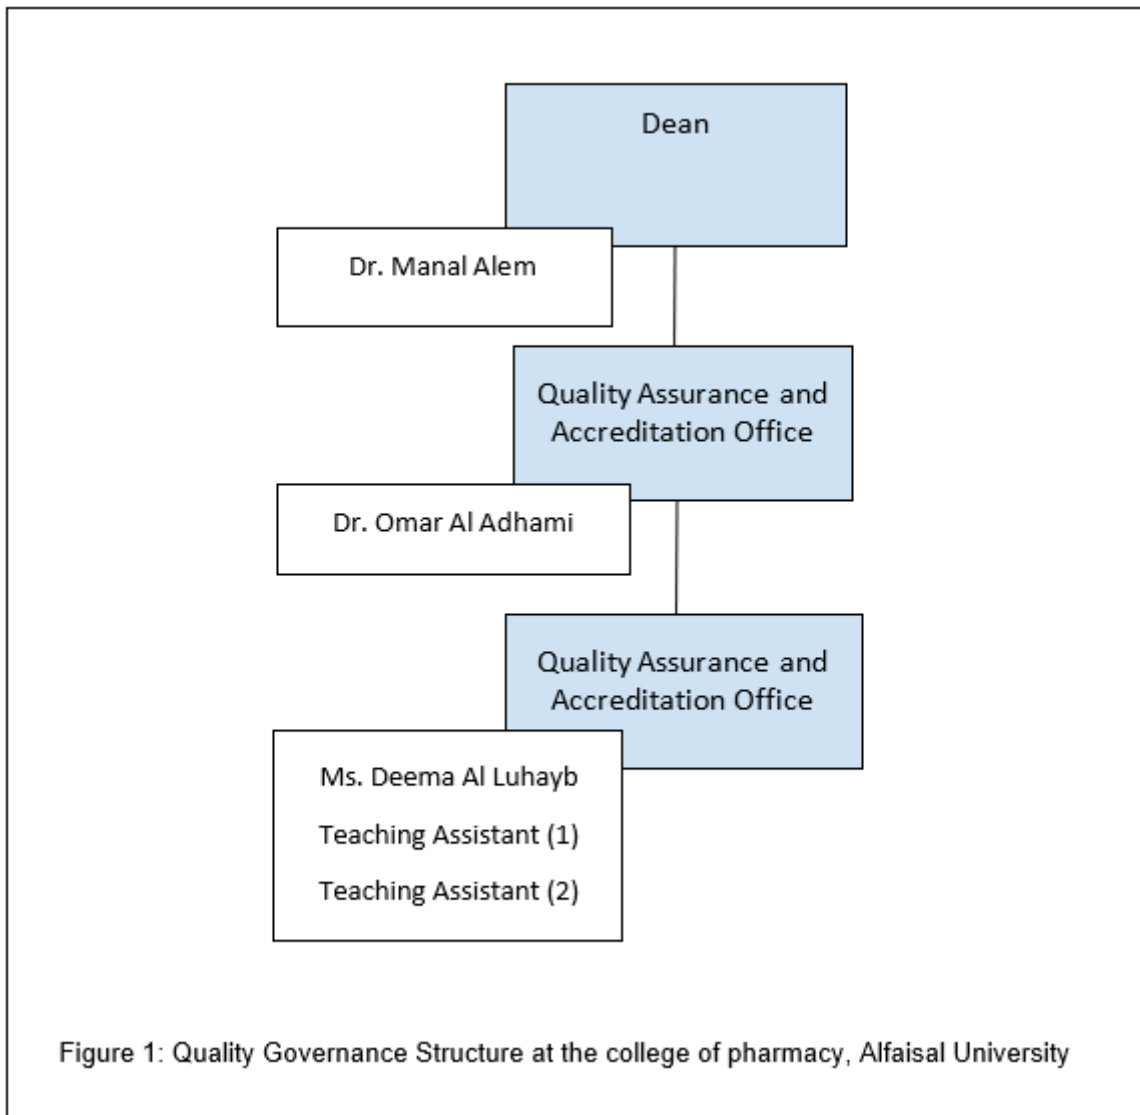 Dean
Dr. Manal Alem
Quality Assurance and
Accreditation Office
Dr. Omar Al Adhami
Quality Assurance and
Accreditation Office
Ms. Deema Al Luhayb
Teaching Assistant (1)
Teaching Assistant (2)
Figure 1: Quality Governance Structure at the college of pharmacy, Alfaisal University